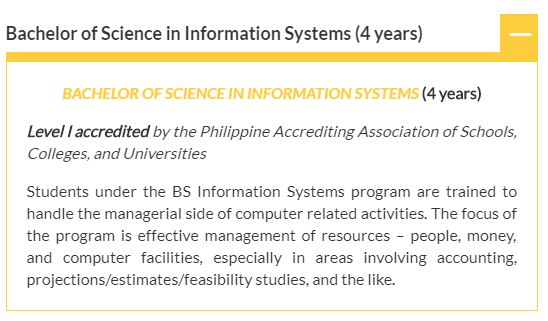 Bachelor of Science in Information Systems (4 years)
BACHELOR OF SCIENCE IN INFORMATION SYSTEMS (4 years)
Level I accredited by the Philippine Accrediting Association of Schools,
Colleges, and Universities
Students under the BS Information Systems program are trained to
handle the managerial side of computer related activities. The focus of
the program is effective management of resources – people, money,
and computer facilities, especially in areas involving accounting,
projections/estimates/feasibility studies, and the like.